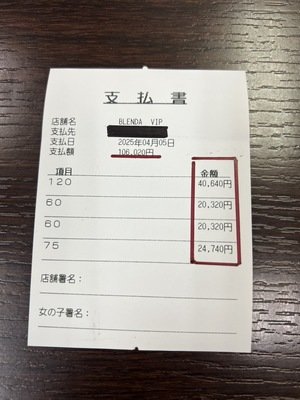 支払書
店舗名 BLENDA VIP
支払先
支払日 2025年04月05日
支払額 106,020円
項目 金額
120 40,640円
60 20,320円
60 20,320円
75 24,740円
店舗署名：
女の子署名：